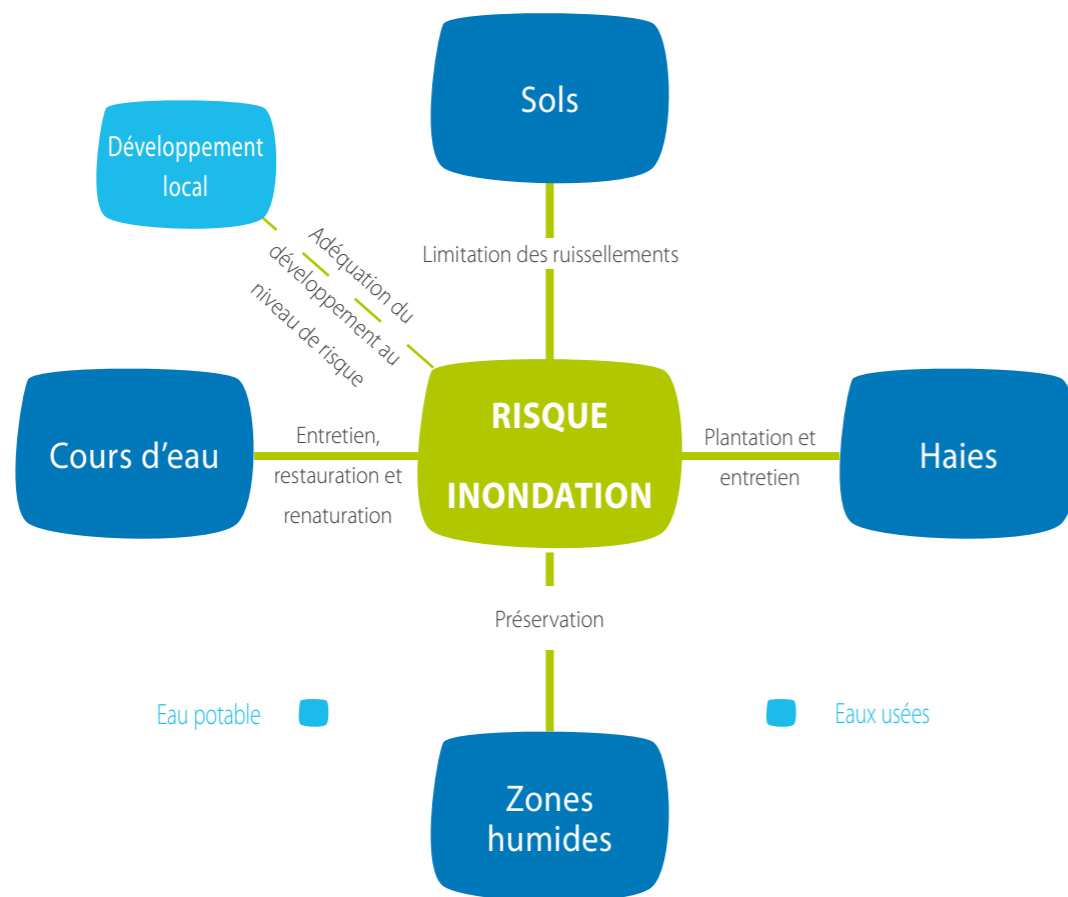 Sols
Développement
local
Adéquation du
développement au
niveau de risque
Limitation des ruissellements
RISQUE
INONDATION
Cours d’eau
Entretien,
restauration et
renaturation
Plantation et
entretien
Haies
Préservation
Eau potable
Eaux usées
Zones
humides